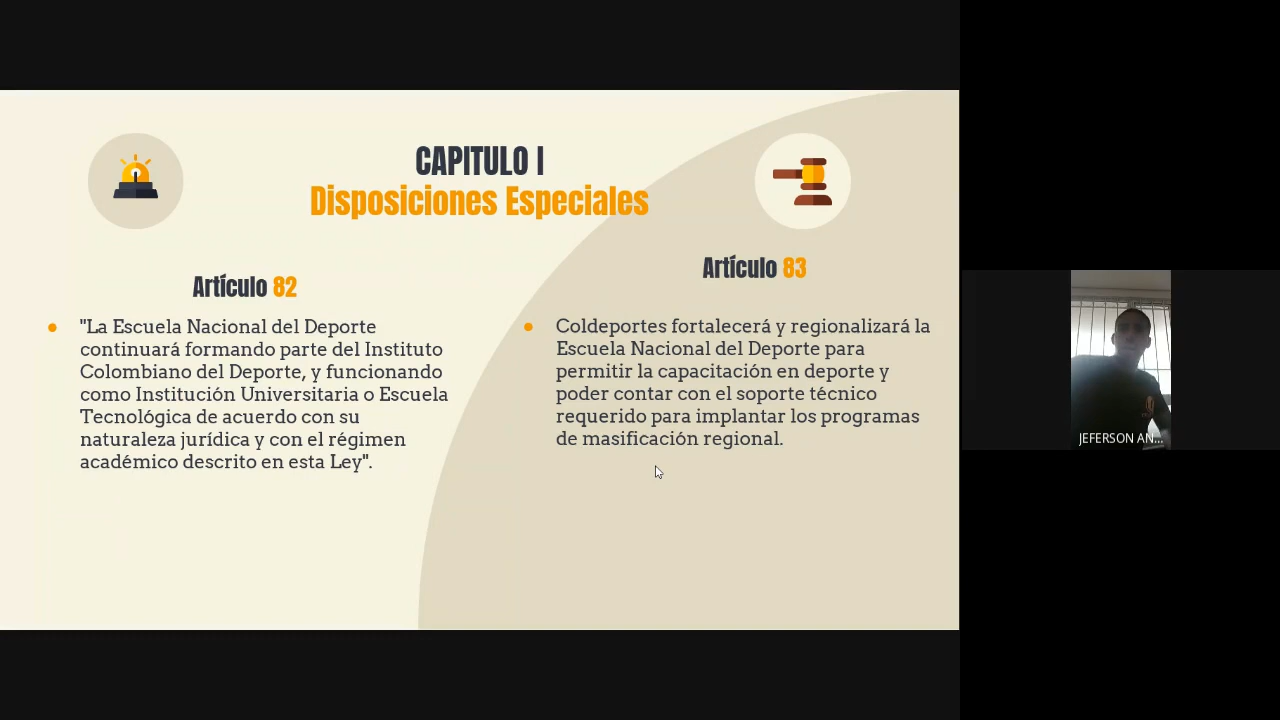 CAPITULO I
Disposiciones Especiales
Artículo 82
"La Escuela Nacional del Deporte
continuará formando parte del Instituto
Colombiano del Deporte, y funcionando
como Institución Universitaria o Escuela
Tecnológica de acuerdo con su
naturaleza jurídica y con el régimen
académico descrito en esta Ley".
Artículo 83
Coldeportes fortalecerá y regionalizará la
Escuela Nacional del Deporte para
permitir la capacitación en deporte y
poder contar con el soporte técnico
requerido para implantar los programas
de masificación regional.
JEFERSON AN...